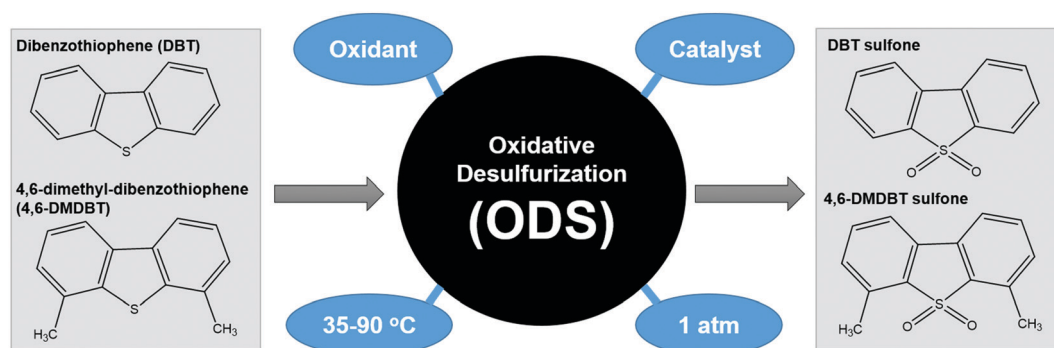 Dibenzothiophene (DBT)
S
4,6-dimethyl-dibenzothiophene
(4,6-DMDBT)
S
H₃C
CH₃
Oxidant
Catalyst
Oxidative
Desulfurization
(ODS)
35-90 ºC
1 atm
DBT sulfone
S
O
O
4,6-DMDBT sulfone
S
O
O
H₃C
CH₃